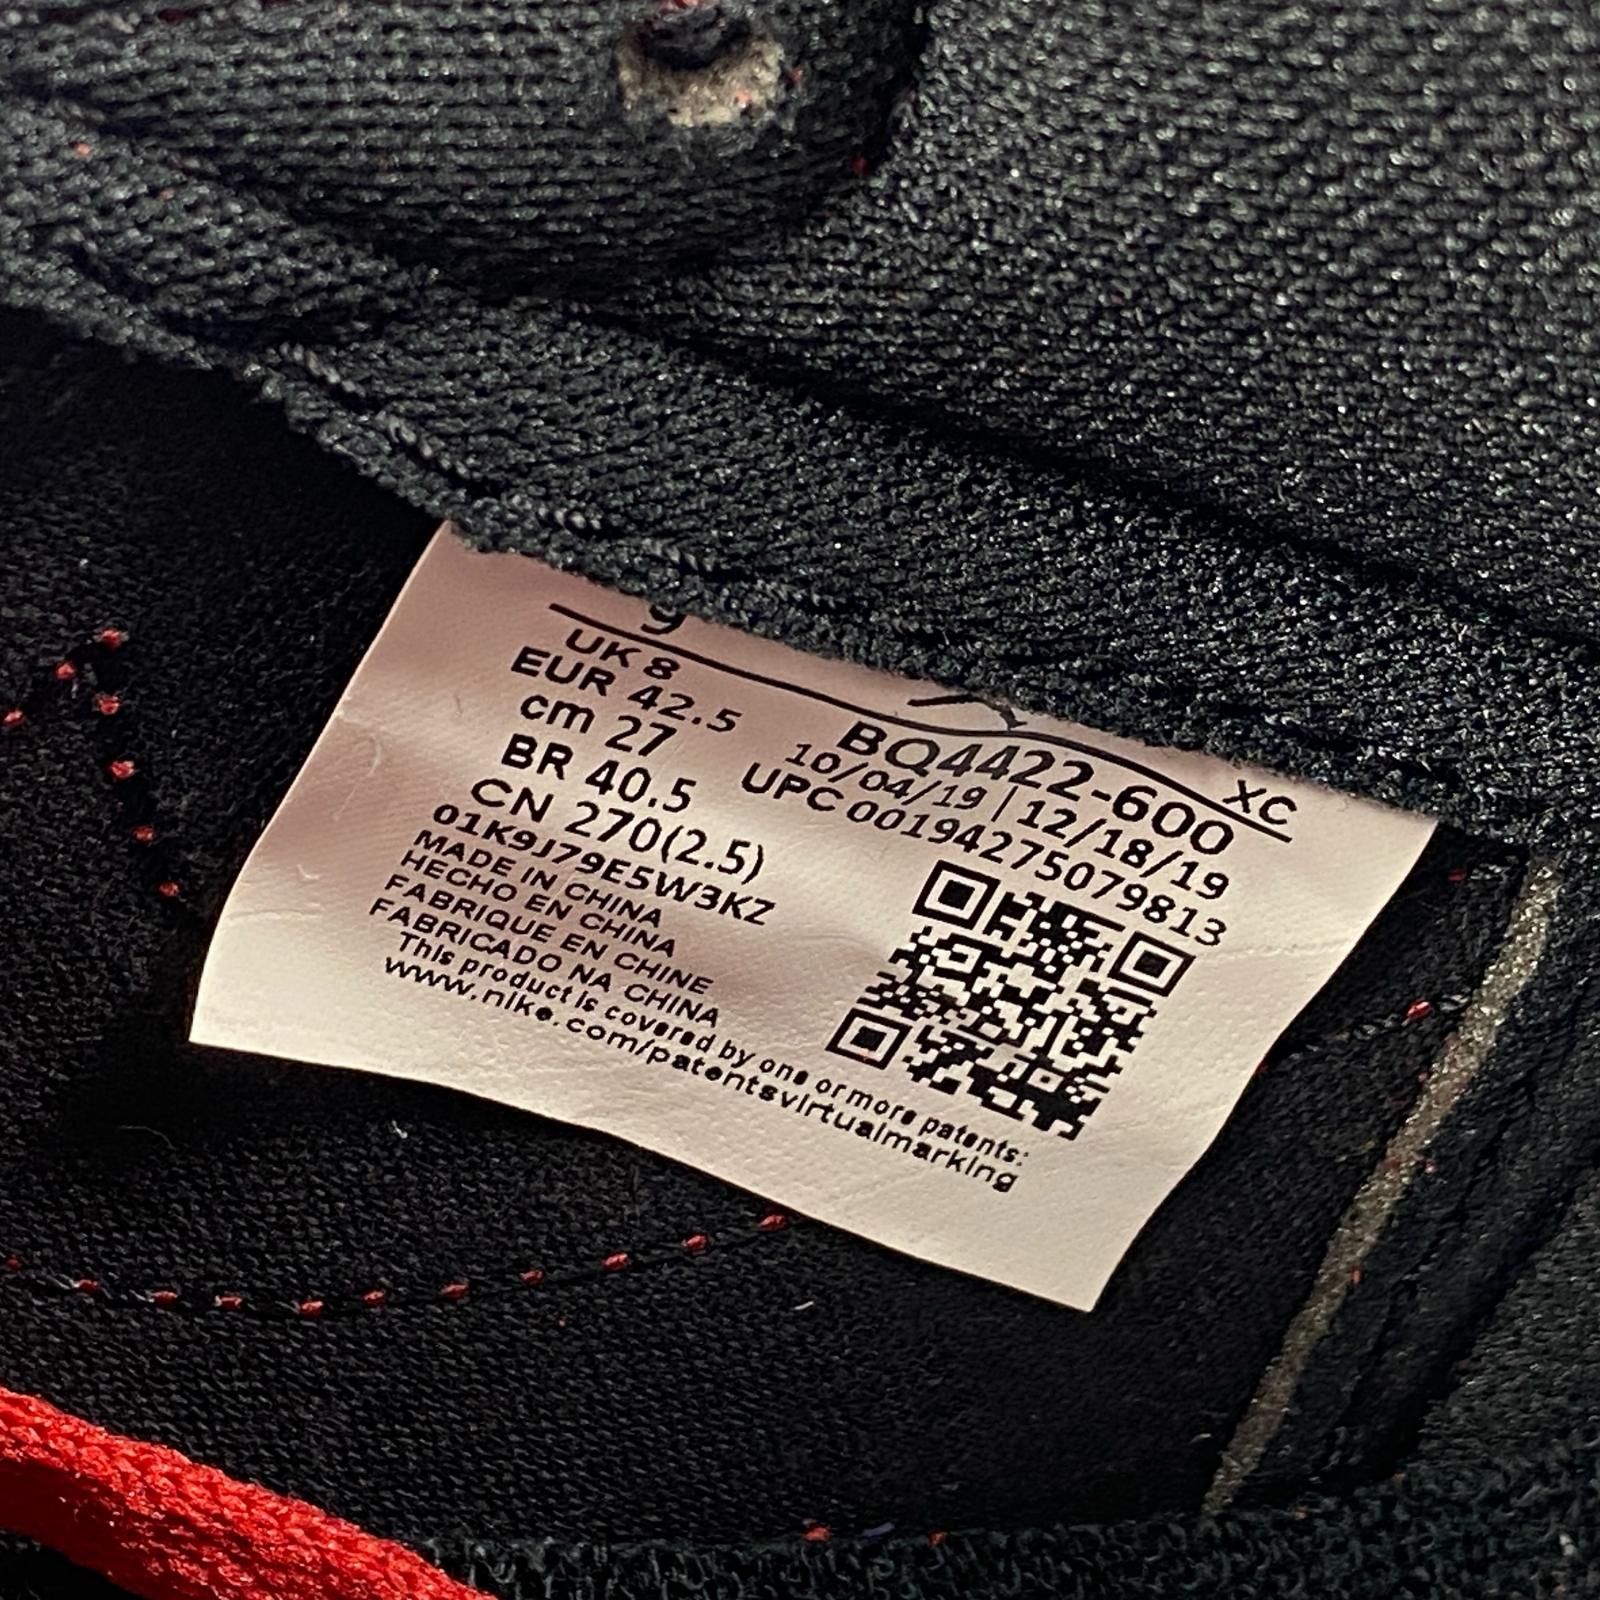 9
UK 8
EUR 42.5
cm 27
BR 40.5
CN 270(2.5)
01K9J79E5W3KZ
MADE IN CHINA
HECHO EN CHINA
FABRIQUE EN CHINE
FABRICADO NA CHINA
This product is covered by one or more patents:
www.nike.com/patentsvirtualmarking
XC
BQ4422-600
10/04/19 | 12/18/19
UPC 00194275079813